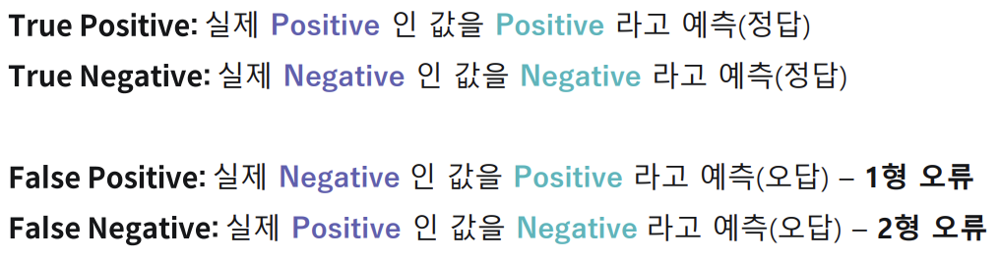 True Positive: 실제 Positive 인 값을 Positive 라고 예측(정답)
True Negative: 실제 Negative 인 값을 Negative 라고 예측(정답)
False Positive: 실제 Negative 인 값을 Positive 라고 예측(오답) – 1형 오류
False Negative: 실제 Positive 인 값을 Negative 라고 예측(오답) – 2형 오류